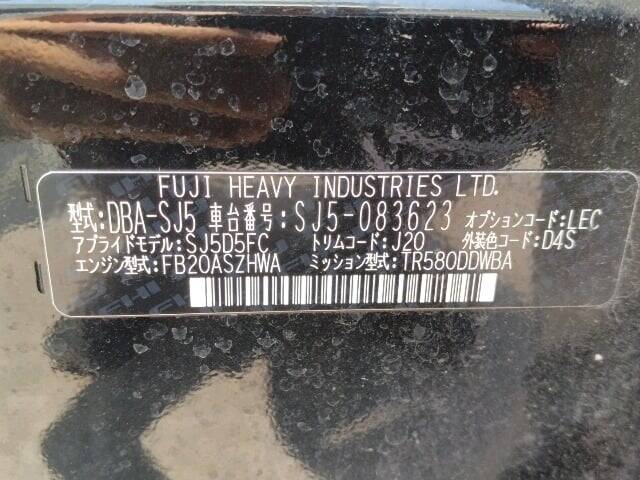 FUJI HEAVY INDUSTRIES LTD.
型式:DBA-SJ5 車台番号:SJ5-083623 オプションコード:LEC
アプライドモデル:SJ5D5FC トリムコード:J20 外装色コード:D4S
エンジン型式:FB20ASZHWA ミッション型式:TR580DDWBA